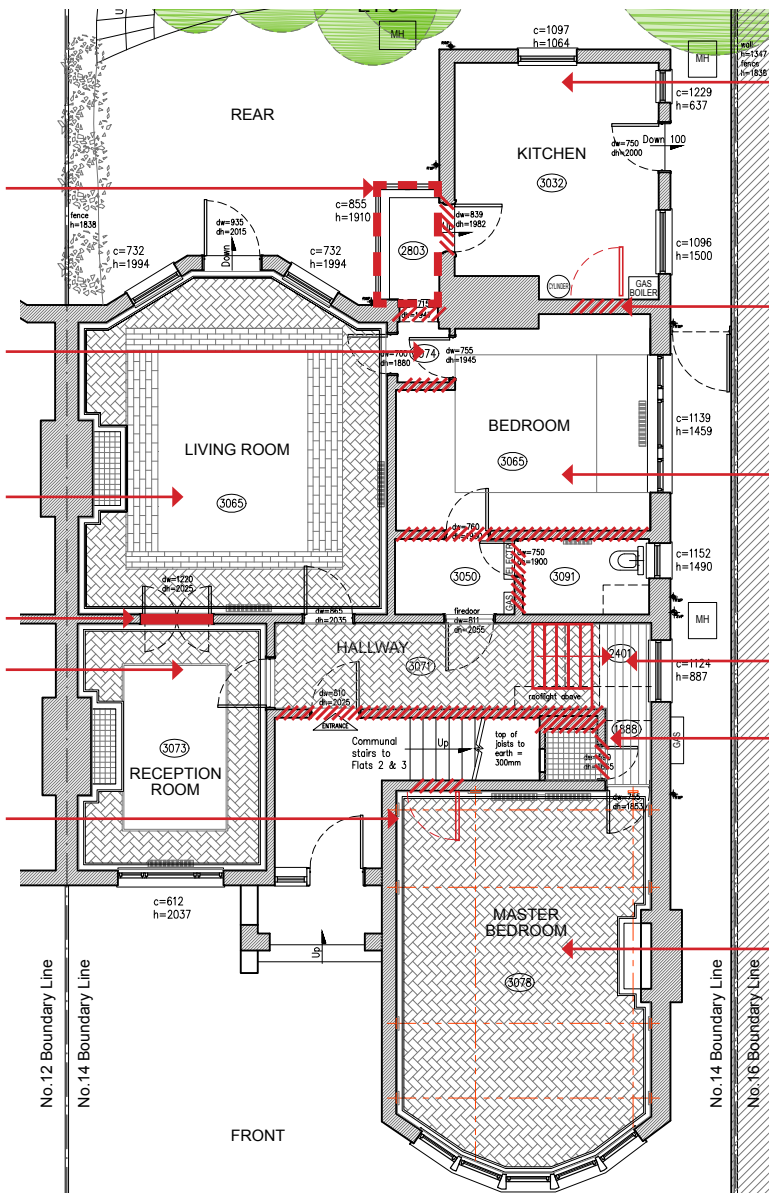 MH
c=1097
h=1064
MH
wall
h=1347
fence
h=1838
c=1229
h=637
REAR
KITCHEN
3032
dw=750
dh=2000
Down 100
c=855
h=1910
dw=839
dh=1982
Up
fence
h=1838
dw=935
dh=2015
Down
c=732
h=1994
c=732
h=1994
2803
c=1096
h=1500
CYLINDER
GAS
BOILER
dw=755
dh=1945
dh=1880
BEDROOM
3065
c=1139
h=1459
LIVING ROOM
3065
dw=760
dw=750
dh=1900
c=1152
h=1490
3050
ELECTR
GAS
3091
dw=1220
dh=2025
dw=865
dh=2035
firedoor
dw=811
dh=2055
MH
HALLWAY
3071
2401
c=1124
h=887
rooflight above
dw=810
dh=2025
ENTRANCE
1888
GAS
3073
RECEPTION
ROOM
Communal
stairs to
Flats 2 & 3
Up
top of
joists to
earth =
300mm
dh=1853
c=612
h=2037
MASTER
BEDROOM
3078
Up
No.12 Boundary Line
No.14 Boundary Line
No.14 Boundary Line
No.16 Boundary Line
FRONT